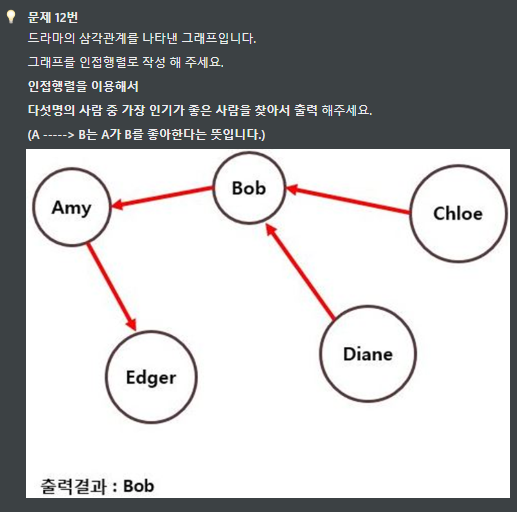 문제 12번
드라마의 삼각관계를 나타낸 그래프입니다.
그래프를 인접행렬로 작성 해 주세요.
인접행렬을 이용해서
다섯명의 사람 중 가장 인기가 좋은 사람을 찾아서 출력 해주세요.
(A -----> B는 A가 B를 좋아한다는 뜻입니다.)
Amy
Bob
Chloe
Edger
Diane
출력결과 : Bob